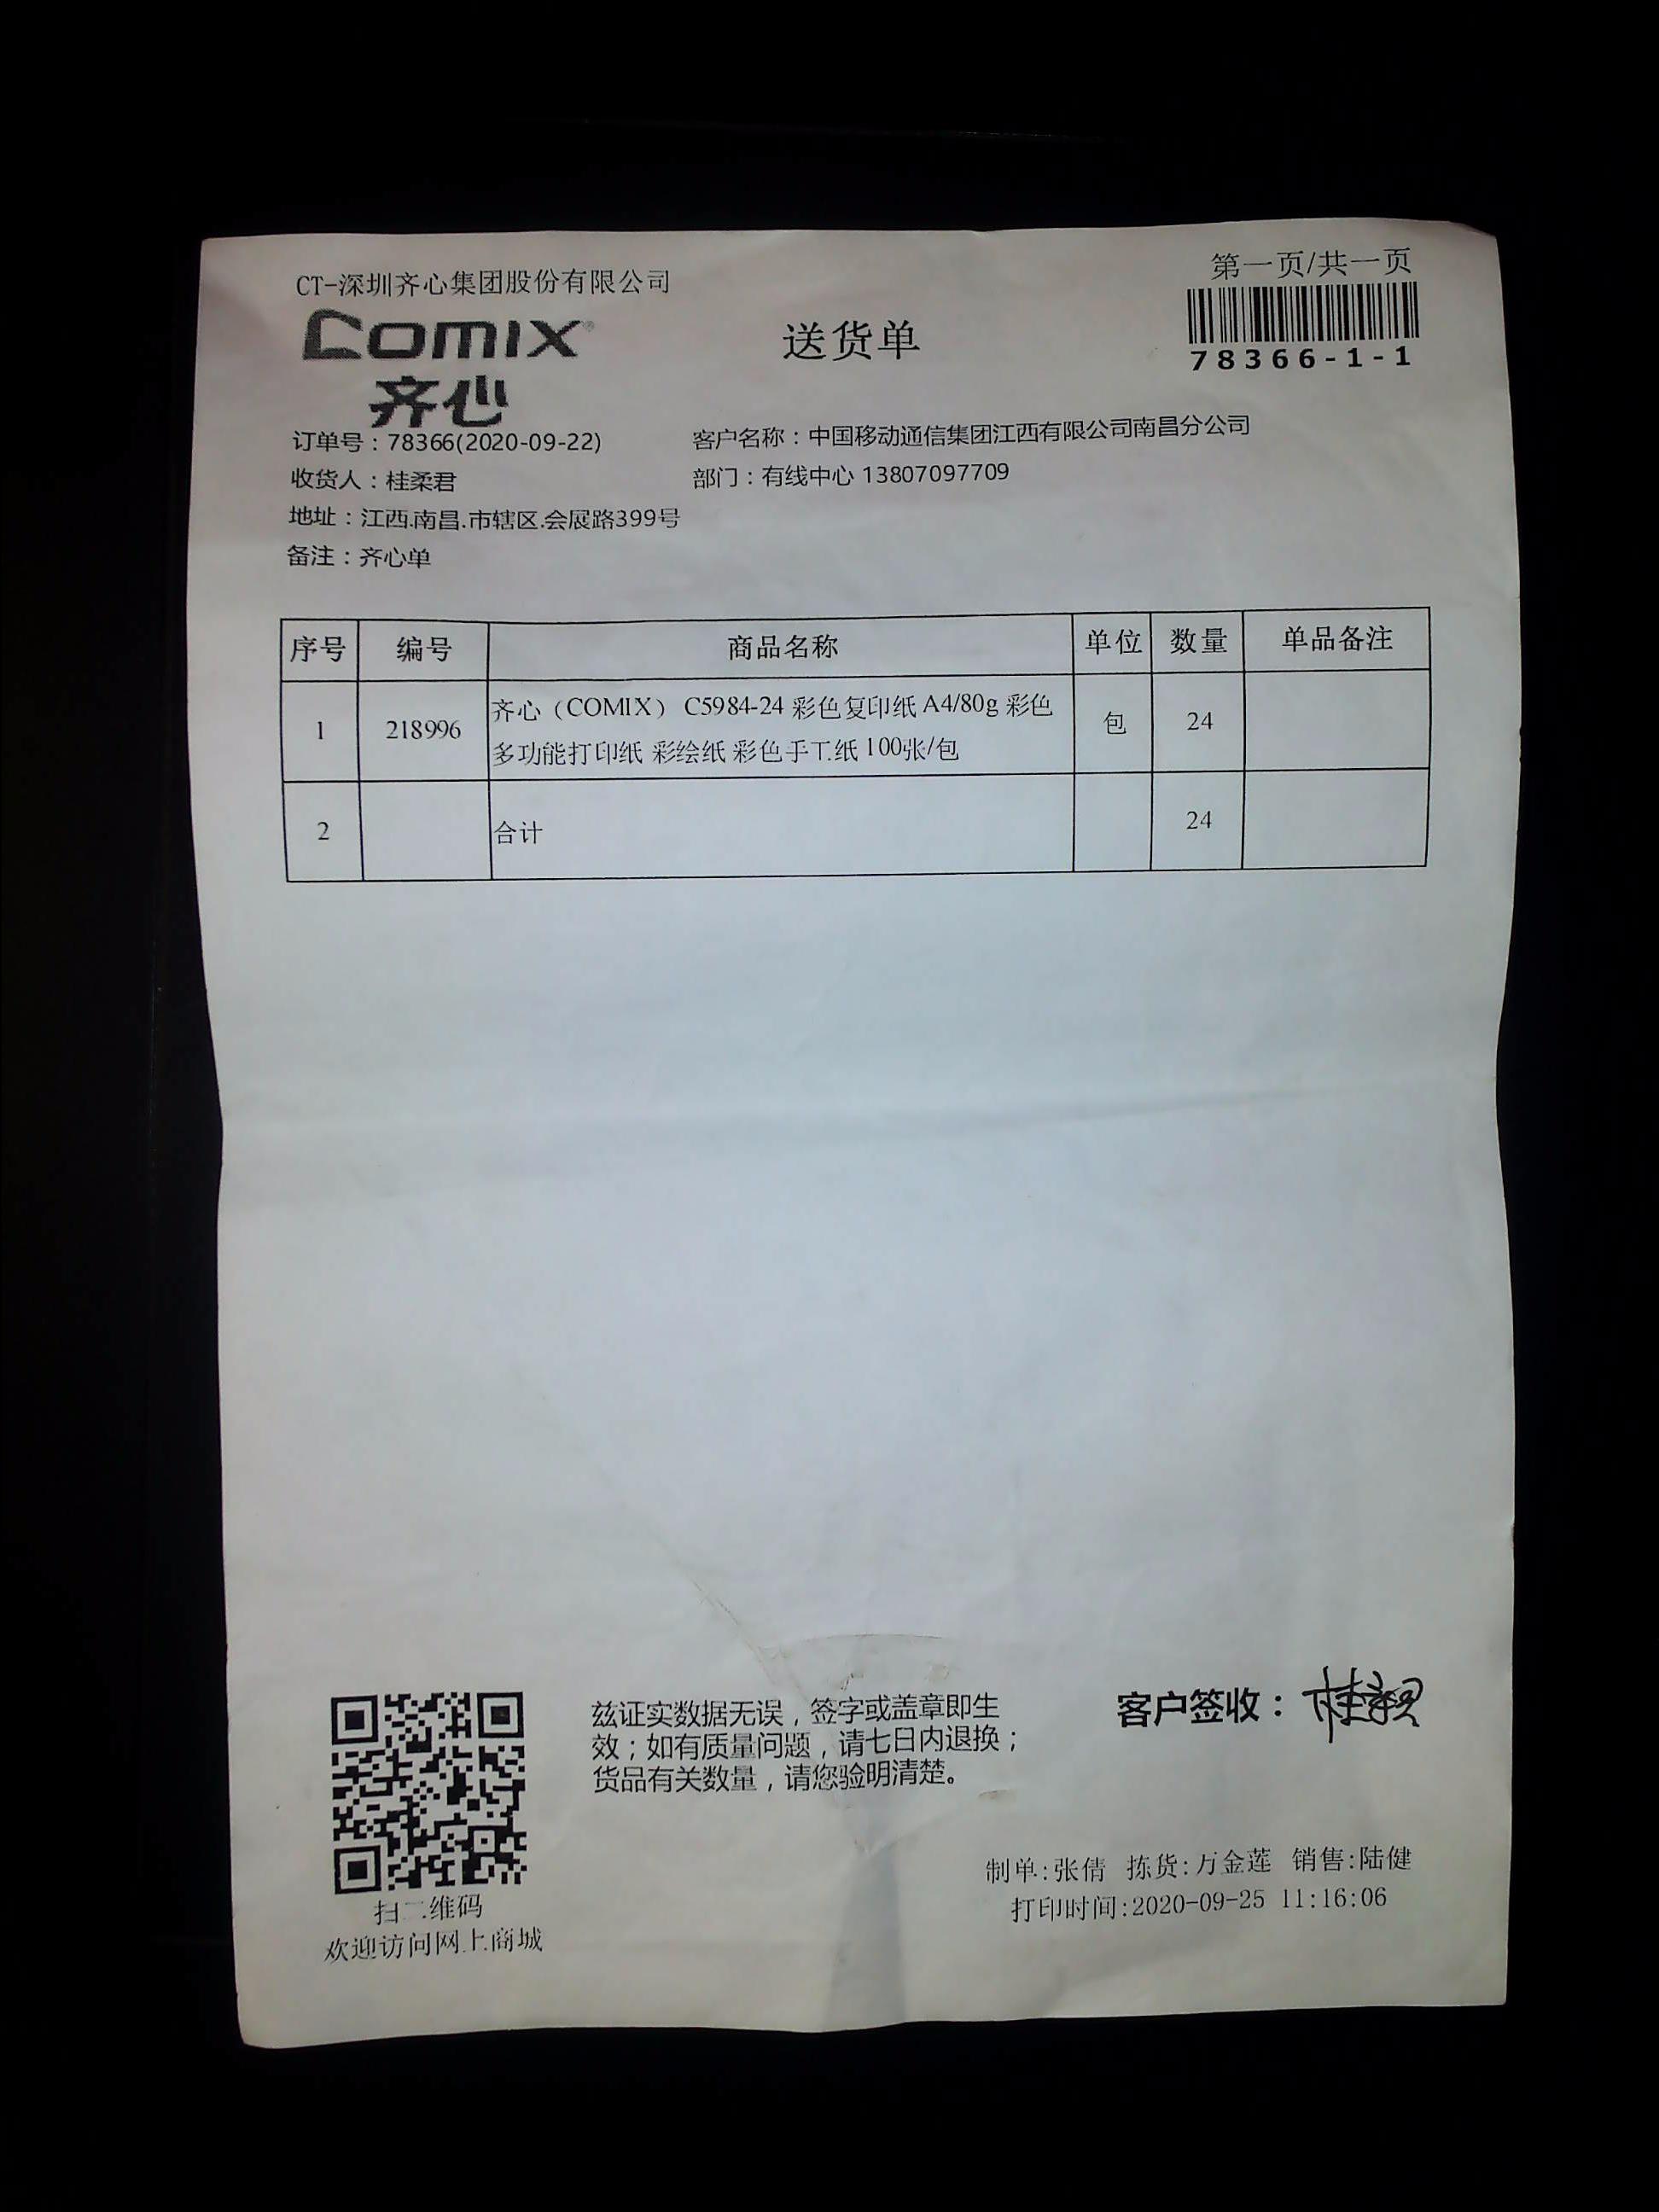 CT-深圳齐心集团股份有限公司
第一页/共一页
COMIX®
齐心
送货单
78366-1-1
订单号：78366(2020-09-22)
客户名称：中国移动通信集团江西有限公司南昌分公司
收货人：桂柔君
部门：有线中心 13807097709
地址：江西.南昌.市辖区.会展路399号
备注：齐心单
序号 编号 商品名称 单位 数量 单品备注
1 218996 齐心（COMIX） C5984-24 彩色复印纸 A4/80g 彩色
多功能打印纸 彩绘纸 彩色手工纸 100张/包 包 24
2 合计 24
兹证实数据无误，签字或盖章即生
效；如有质量问题，请七日内退换；
货品有关数量，请您验明清楚。
客户签收：
制单:张倩 拣货:万金莲 销售:陆健
打印时间:2020-09-25 11:16:06
扫二维码
欢迎访问网上商城